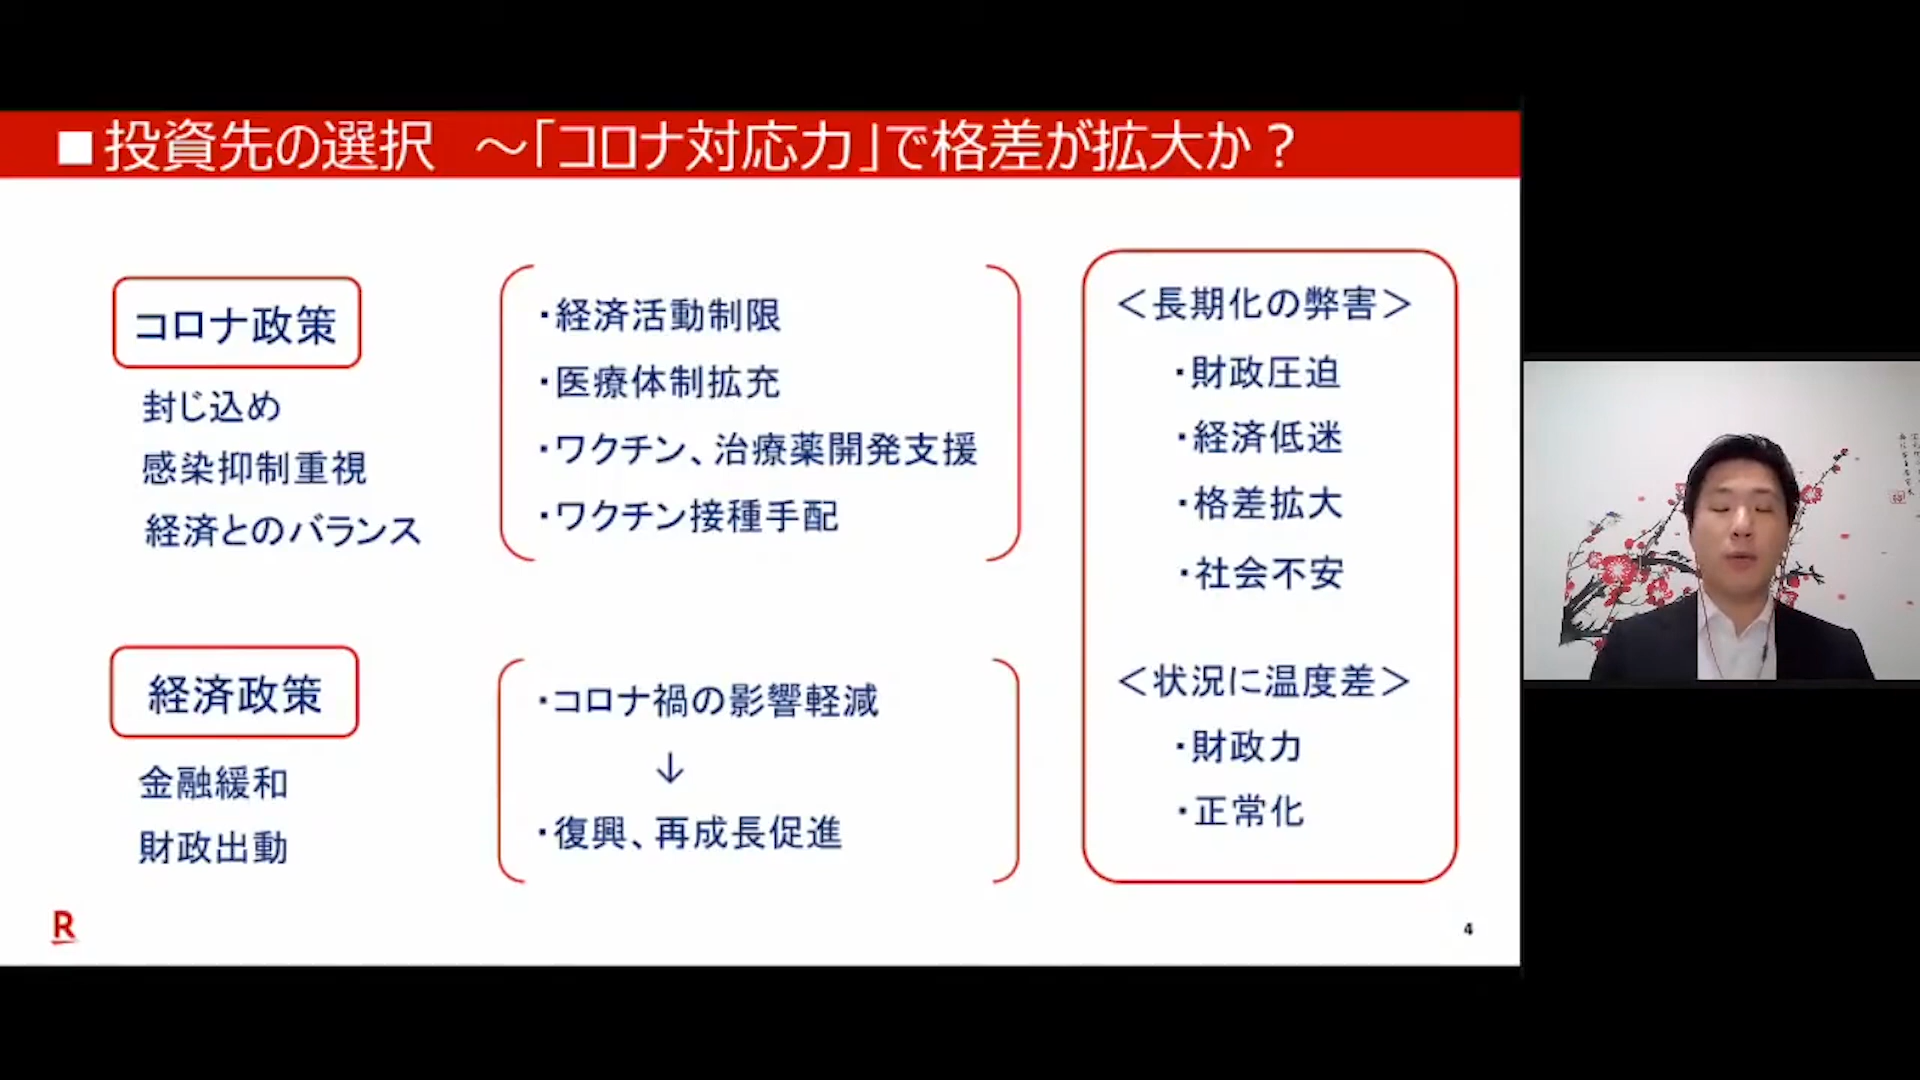 ■投資先の選択 ～「コロナ対応力」で格差が拡大か？
コロナ政策
封じ込め
感染抑制重視
経済とのバランス
・経済活動制限
・医療体制拡充
・ワクチン、治療薬開発支援
・ワクチン接種手配
経済政策
金融緩和
財政出動
・コロナ禍の影響軽減
↓
・復興、再成長促進
＜長期化の弊害＞
・財政圧迫
・経済低迷
・格差拡大
・社会不安
＜状況に温度差＞
・財政力
・正常化
R
4